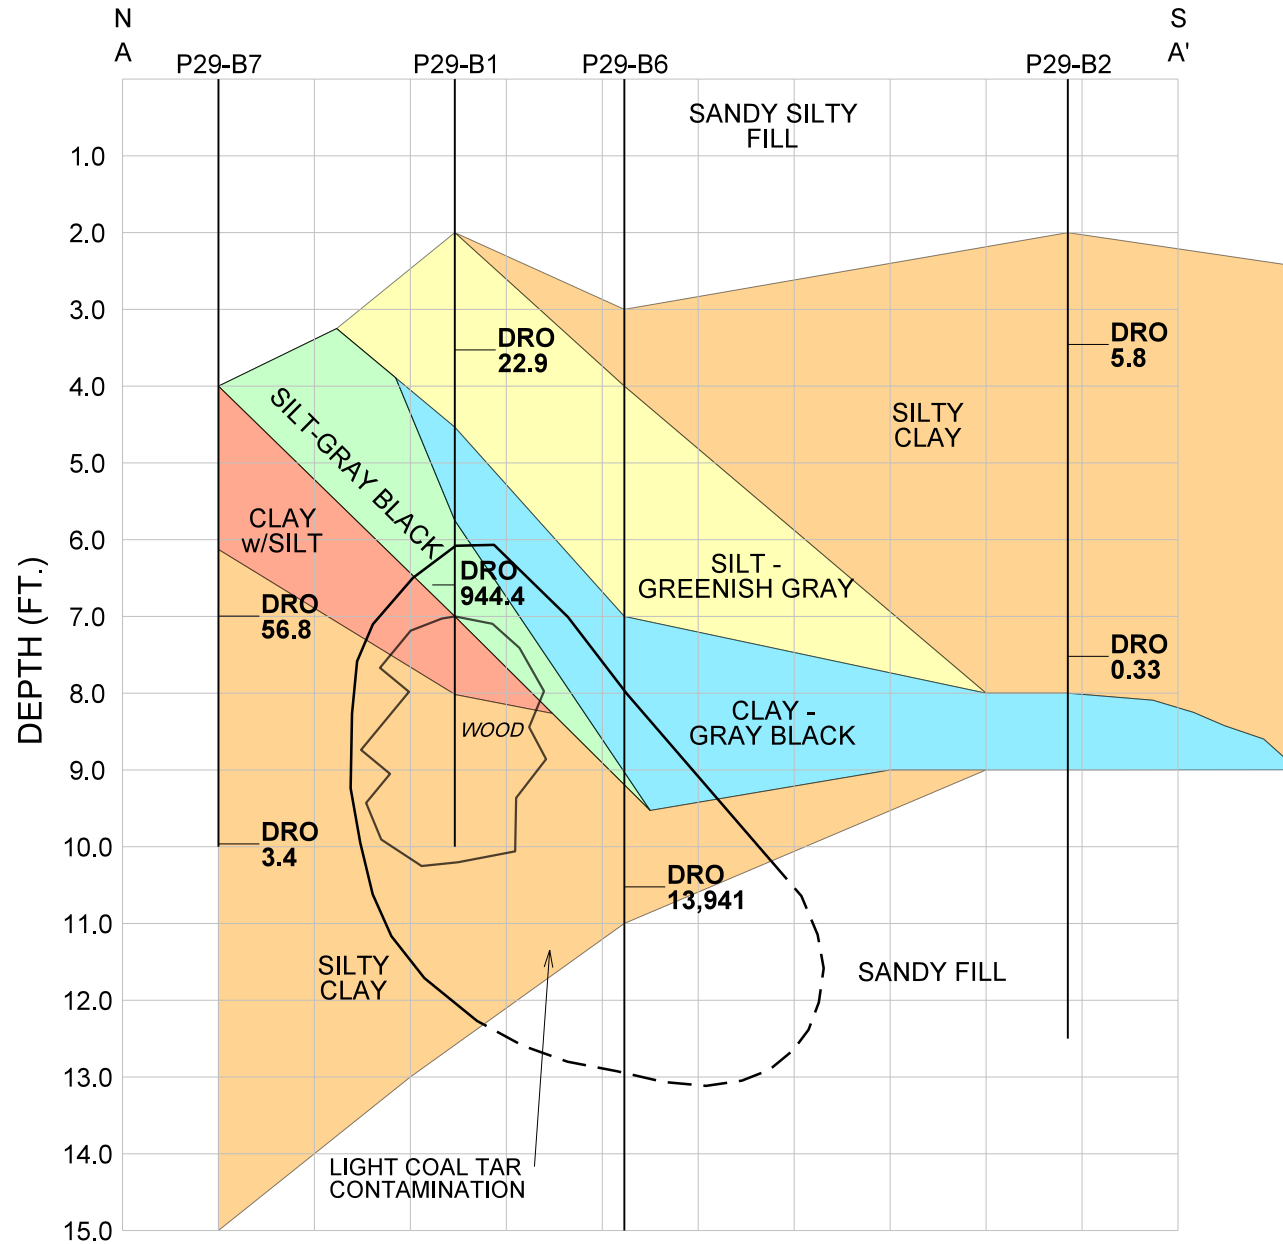 N
S
A
A'
P29-B7
P29-B1
P29-B6
P29-B2
SANDY SILTY
FILL
1.0
2.0
3.0
DRO
22.9
DRO
5.8
4.0
SILT-GRAY BLACK
SILTY
CLAY
5.0
CLAY
w/SILT
6.0
DRO
944.4
SILT -
GREENISH GRAY
DRO
56.8
7.0
DRO
0.33
8.0
WOOD
CLAY -
GRAY BLACK
9.0
DEPTH (FT.)
10.0
DRO
3.4
DRO
13,941
11.0
SILTY
CLAY
SANDY FILL
12.0
13.0
14.0
LIGHT COAL TAR
CONTAMINATION
15.0